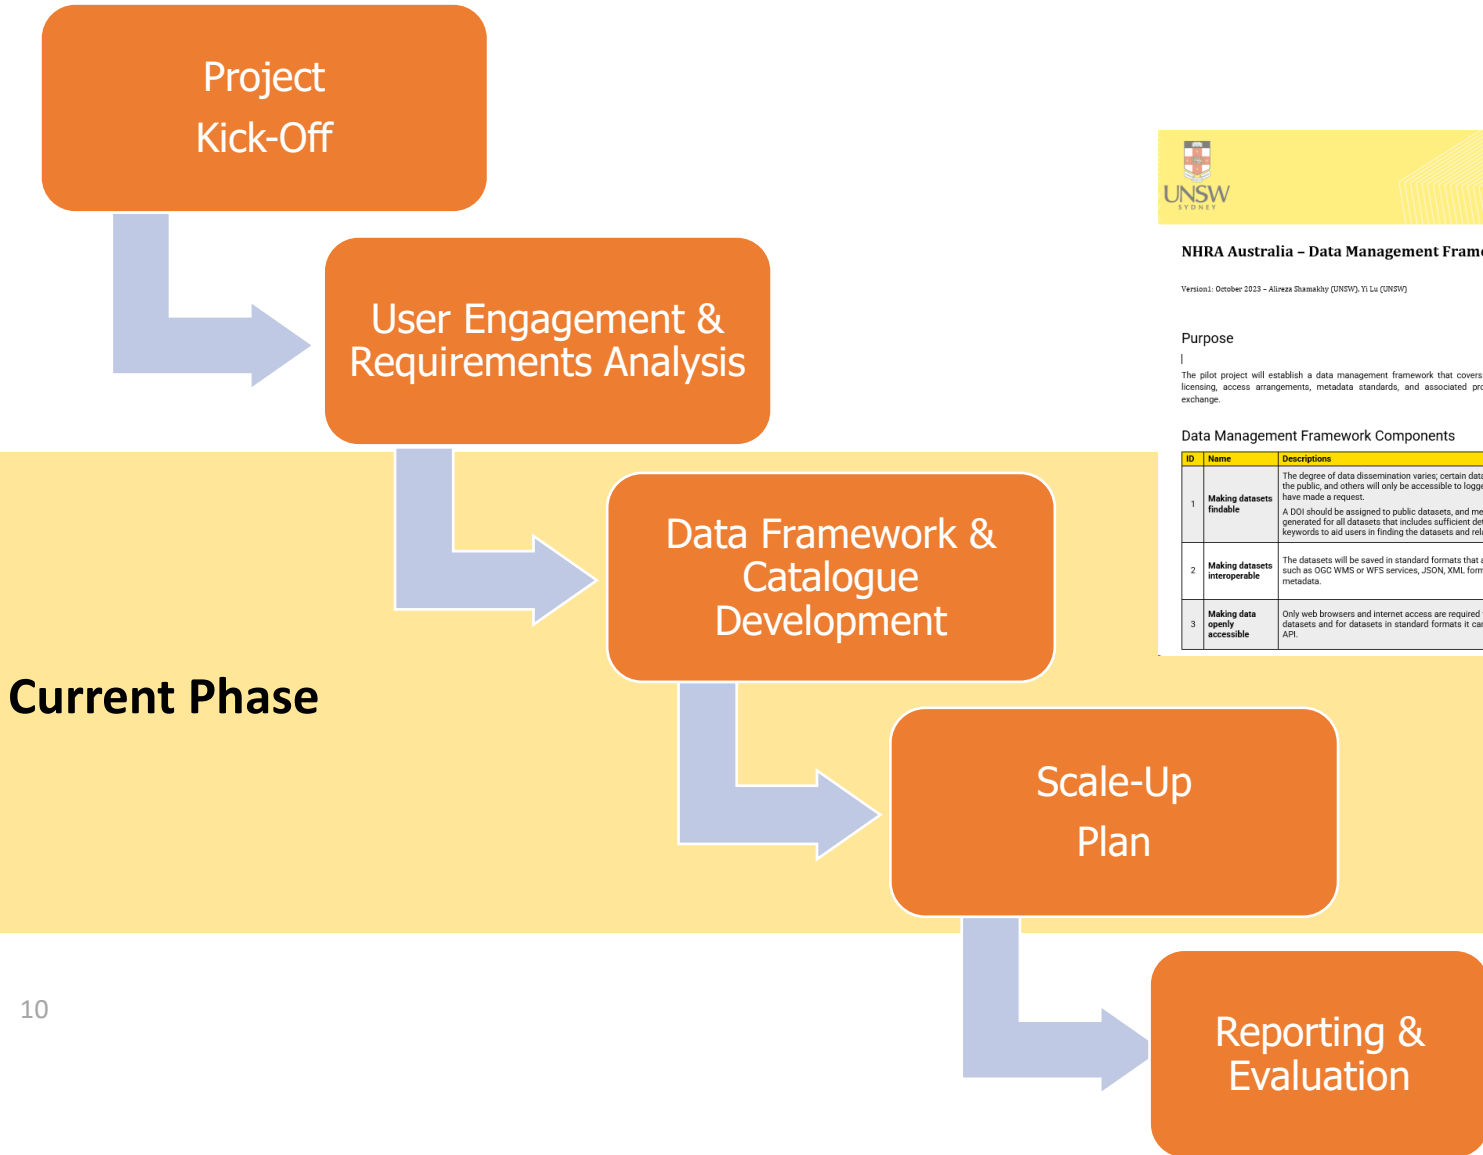 Project
Kick-Off
User Engagement &
Requirements Analysis
Data Framework &
Catalogue
Development
Current Phase
Scale-Up
Plan
Reporting &
Evaluation
10
UNSW
SYDNEY
NHRA Australia – Data Management Frame
Version1: October 2023 – Alireza Shamakhy (UNSW), Yi Lu (UNSW)
Purpose
The pilot project will establish a data management framework that covers
licensing, access arrangements, metadata standards, and associated pro
exchange.
Data Management Framework Components
ID Name Descriptions
1 Making datasets findable
The degree of data dissemination varies; certain data
the public, and others will only be accessible to logge
have made a request.
A DOI should be assigned to public datasets, and me
generated for all datasets that includes sufficient det
keywords to aid users in finding the datasets and rela
2 Making datasets interoperable
The datasets will be saved in standard formats that a
such as OGC WMS or WFS services, JSON, XML form
metadata.
3 Making data openly accessible
Only web browsers and internet access are required
datasets and for datasets in standard formats it can
API.